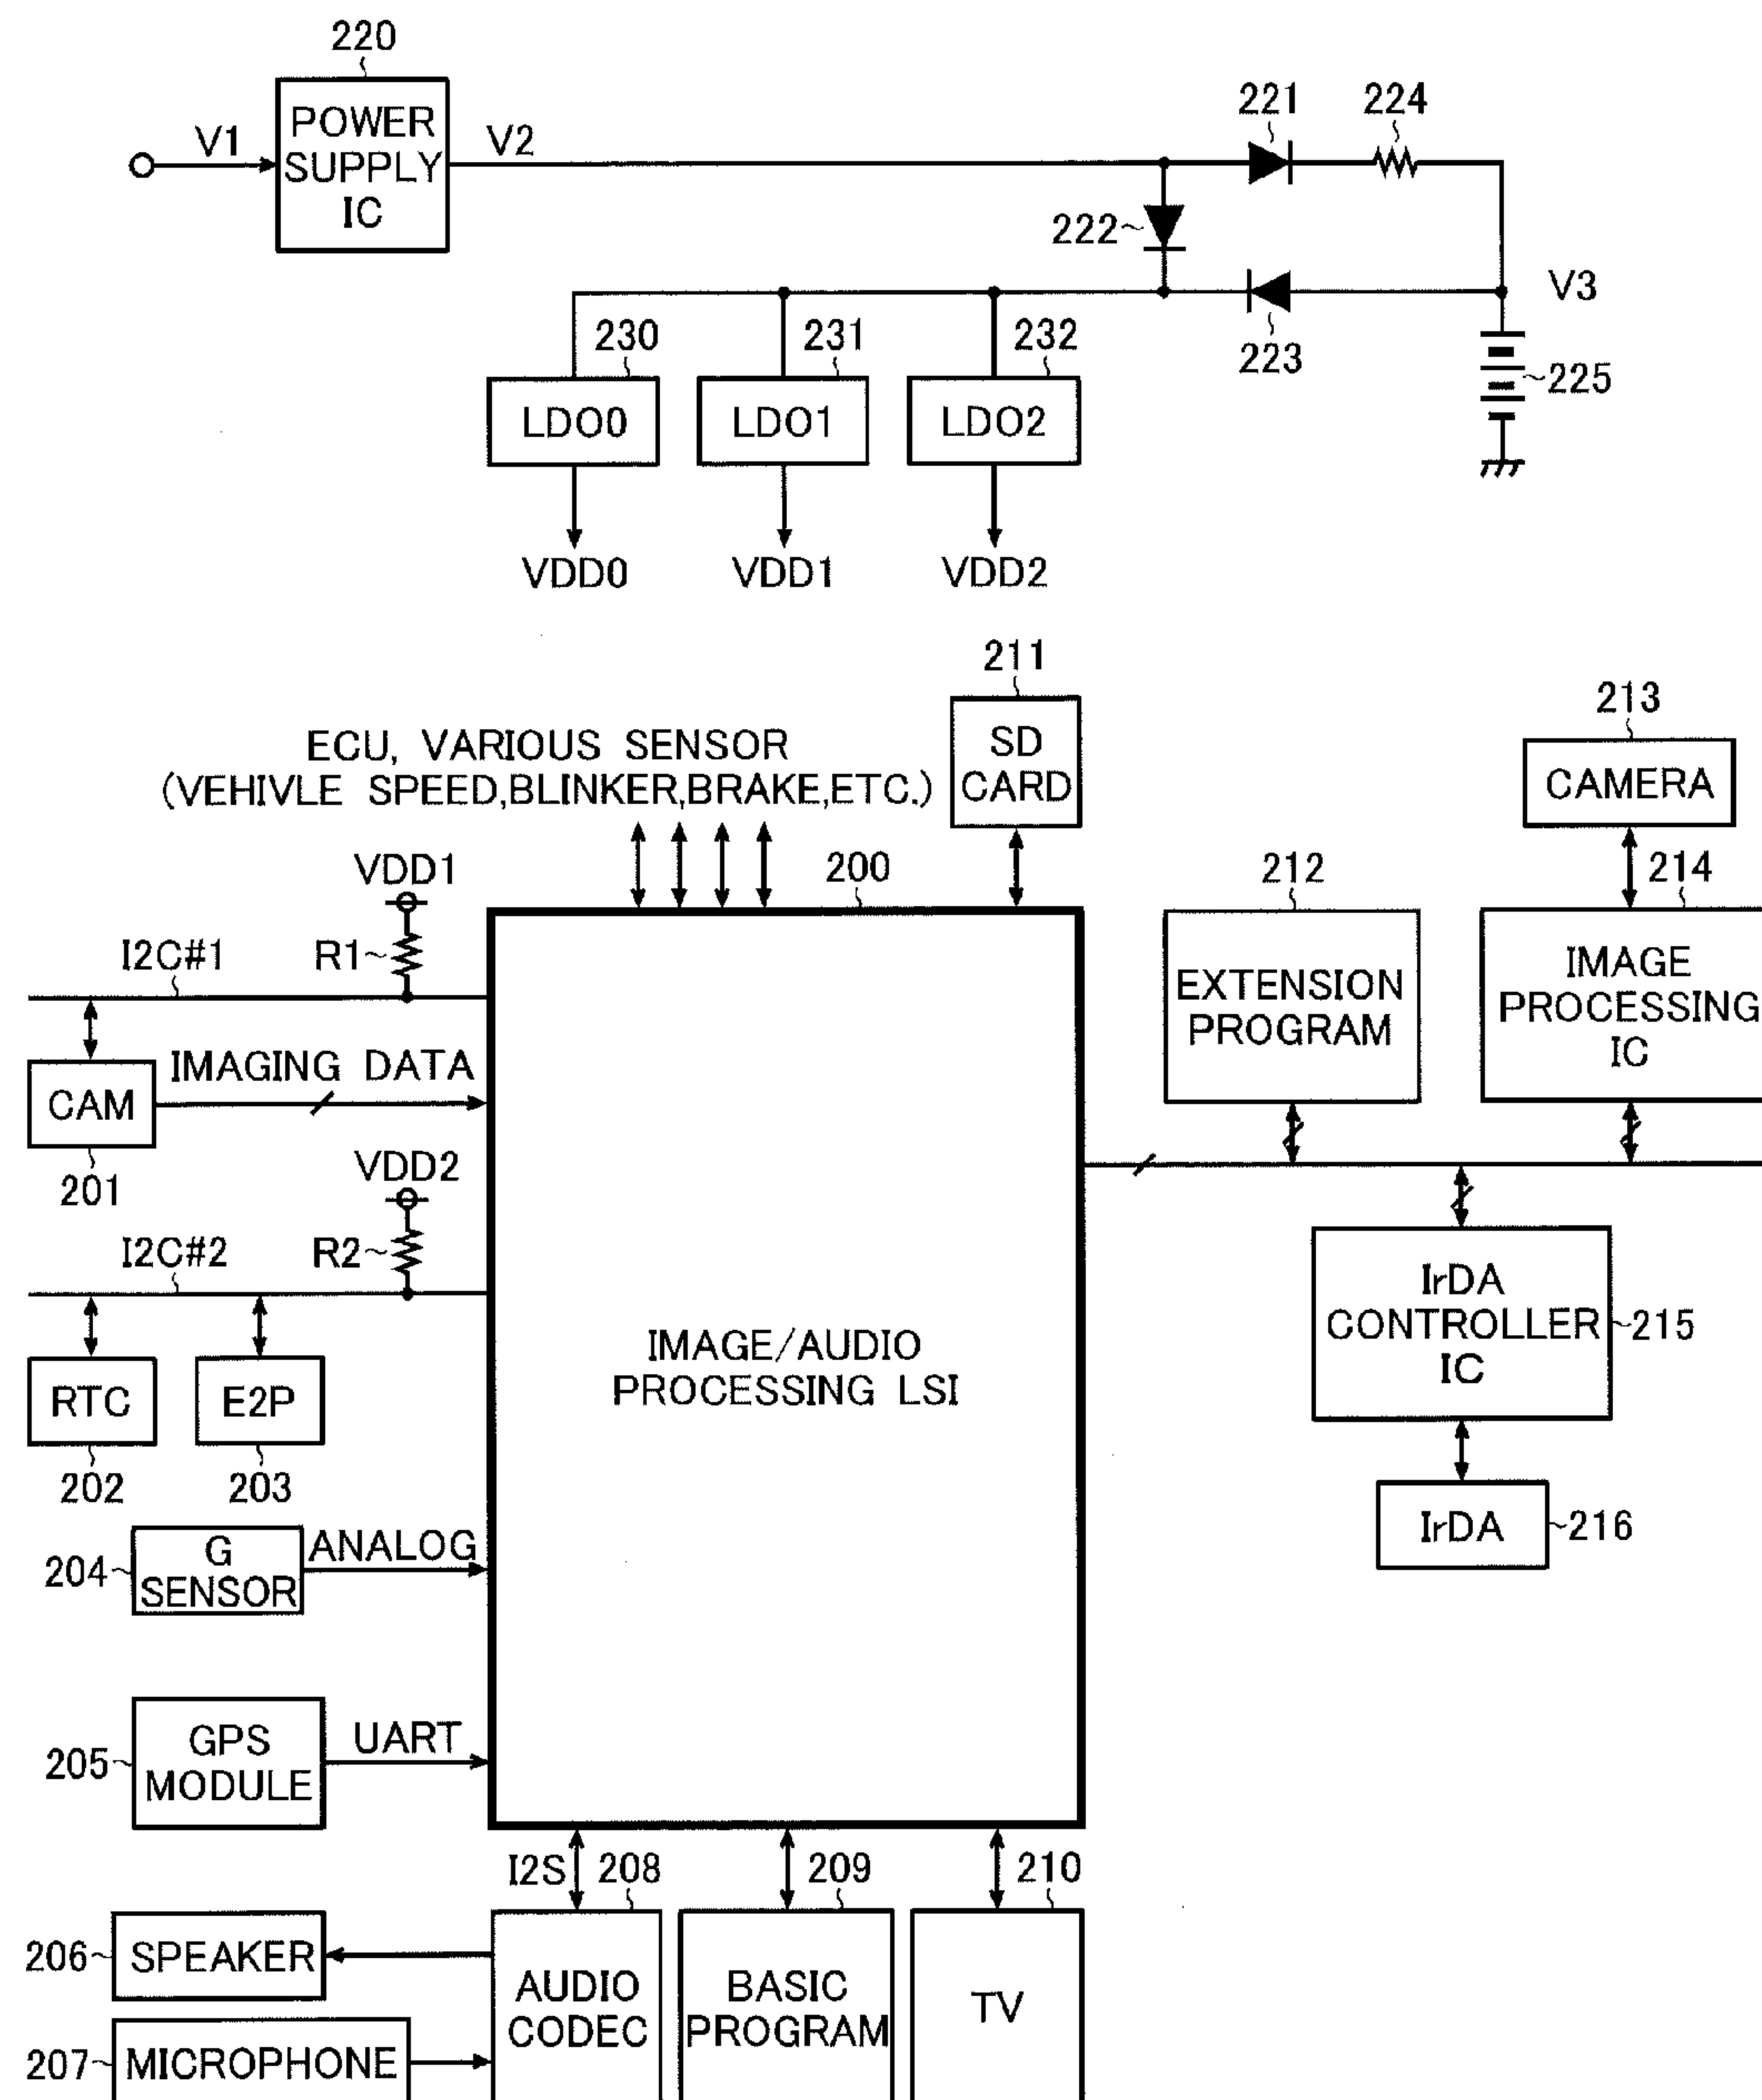 220
POWER
SUPPLY
IC
V1
V2
221
224
222
223
V3
225
230
231
232
LDO0
LDO1
LDO2
VDD0
VDD1
VDD2
211
SD
CARD
ECU, VARIOUS SENSOR
(VEHIVLE SPEED,BLINKER,BRAKE,ETC.)
213
CAMERA
200
212
214
VDD1
R1
I2C#1
EXTENSION
PROGRAM
IMAGE
PROCESSING
IC
IMAGING DATA
CAM
201
VDD2
R2
I2C#2
RTC
E2P
202
203
IMAGE/AUDIO
PROCESSING LSI
IrDA
CONTROLLER
IC
215
IrDA
216
204
G
SENSOR
ANALOG
205
GPS
MODULE
UART
I2S
208
209
210
206
SPEAKER
207
MICROPHONE
AUDIO
CODEC
BASIC
PROGRAM
TV